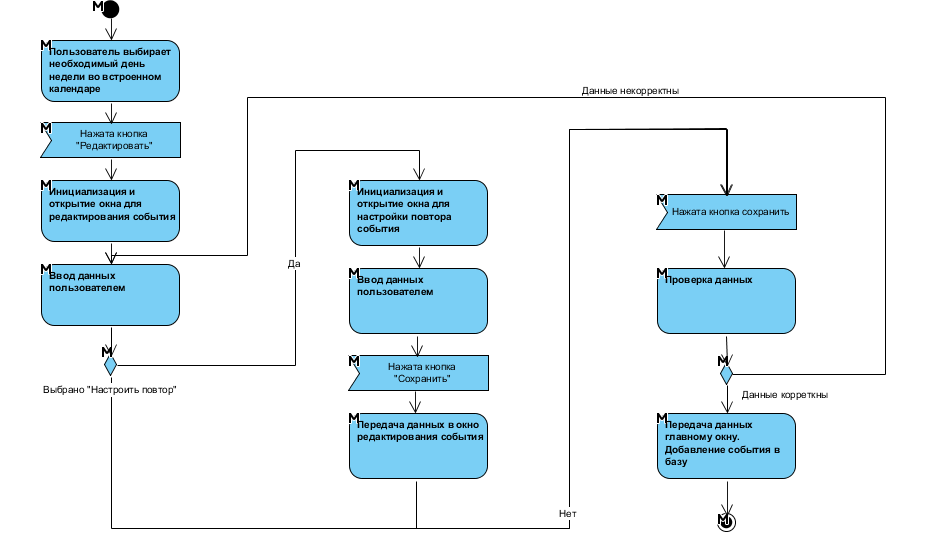 Пользователь выбирает
необходимый день
недели во встроенном
календаре
Нажата кнопка
"Редактировать"
Инициализация и
открытие окна для
редактирования события
Ввод данных
пользователем
Выбрано "Настроить повтор"
Да
Инициализация и
открытие окна для
настройки повтора
события
Ввод данных
пользователем
Нажата кнопка
"Сохранить"
Передача данных в окно
редактирования события
Нет
Данные некорректны
Нажата кнопка сохранить
Проверка данных
Данные корреткны
Передача данных
главному окну.
Добавление события в
базу